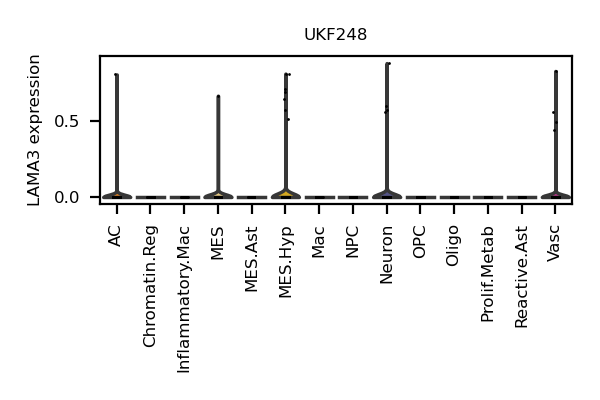 UKF248
LAMA3 expression
0.5
0.0
AC
Chromatin.Reg
Inflammatory.Mac
MES
MES.Ast
MES.Hyp
Mac
NPC
Neuron
OPC
Oligo
Prolif.Metab
Reactive.Ast
Vasc